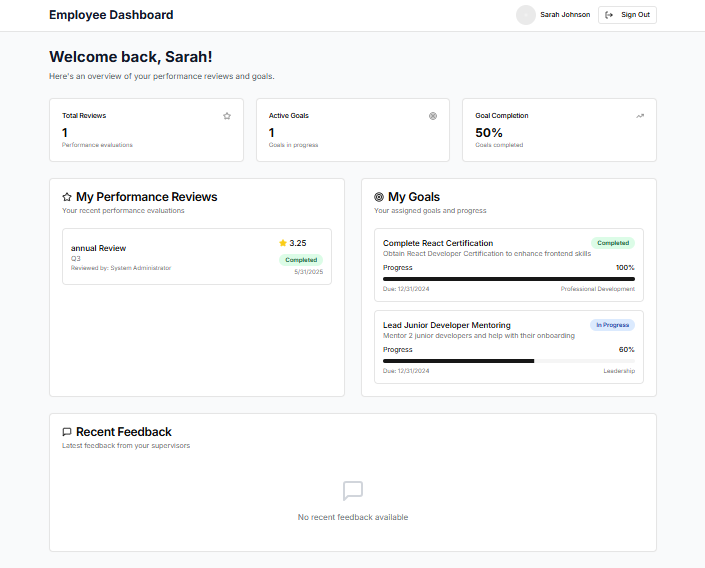 Employee Dashboard
Sarah Johnson
Sign Out
Welcome back, Sarah!
Here's an overview of your performance reviews and goals.
Total Reviews
1
Performance evaluations
Active Goals
1
Goals in progress
Goal Completion
50%
Goals completed
My Performance Reviews
Your recent performance evaluations
annual Review
Q3
Reviewed by: System Administrator
3.25
Completed
5/31/2025
My Goals
Your assigned goals and progress
Complete React Certification
Completed
Obtain React Developer Certification to enhance frontend skills
Progress 100%
Due: 12/31/2024 Professional Development
Lead Junior Developer Mentoring
In Progress
Mentor 2 junior developers and help with their onboarding
Progress 60%
Due: 12/31/2024 Leadership
Recent Feedback
Latest feedback from your supervisors
No recent feedback available